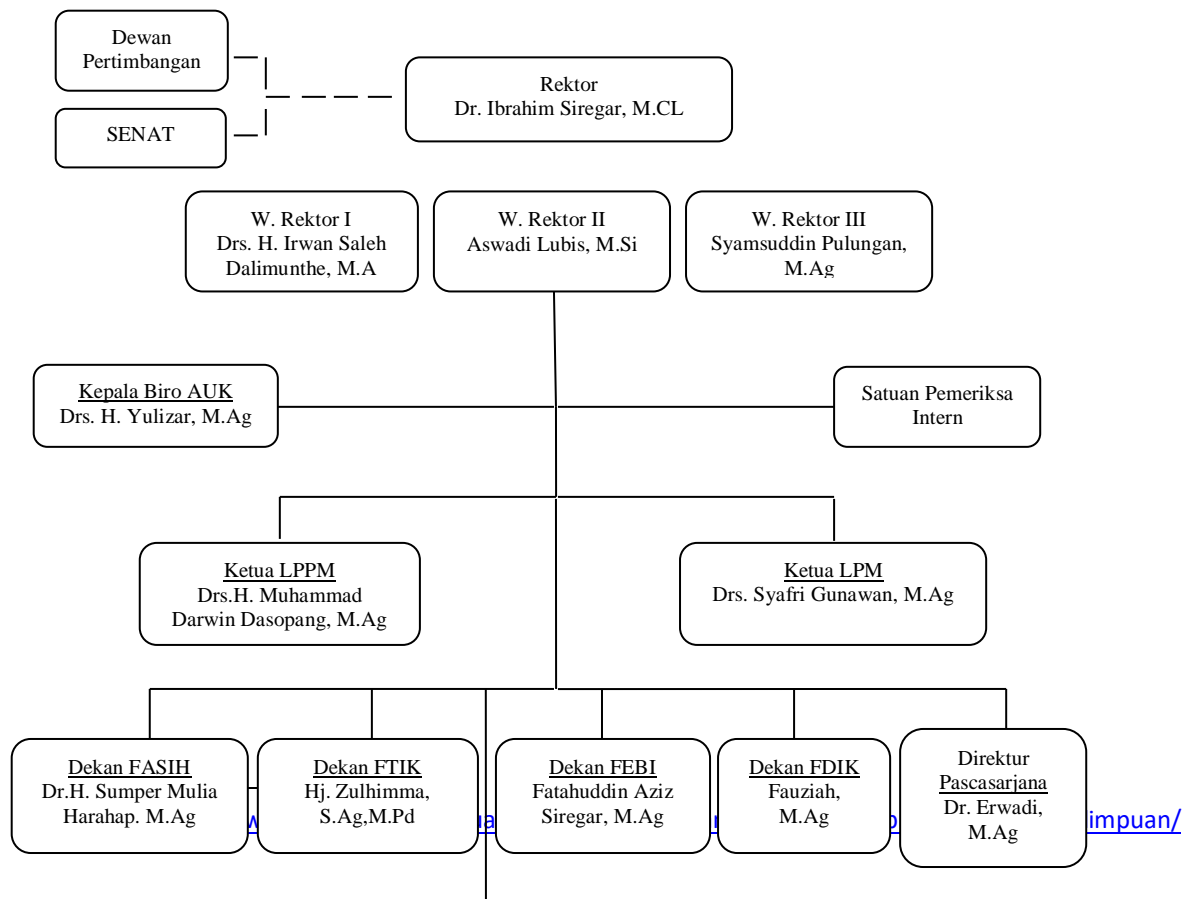 Dewan
Pertimbangan
SENAT
Rektor
Dr. Ibrahim Siregar, M.CL
W. Rektor I
Drs. H. Irwan Saleh
Dalimunthe, M.A
W. Rektor II
Aswadi Lubis, M.Si
W. Rektor III
Syamsuddin Pulungan,
M.Ag
Kepala Biro AUK
Drs. H. Yulizar, M.Ag
Satuan Pemeriksa
Intern
Ketua LPPM
Drs.H. Muhammad
Darwin Dasopang, M.Ag
Ketua LPM
Drs. Syafri Gunawan, M.Ag
Dekan FASIH
Dr.H. Sumper Mulia
Harahap. M.Ag
Dekan FTIK
Hj. Zulhimma,
S.Ag,M.Pd
Dekan FEBI
Fatahuddin Aziz
Siregar, M.Ag
Dekan FDIK
Fauziah,
M.Ag
Direktur
Pascasarjana
Dr. Erwadi,
M.Ag
impuan/